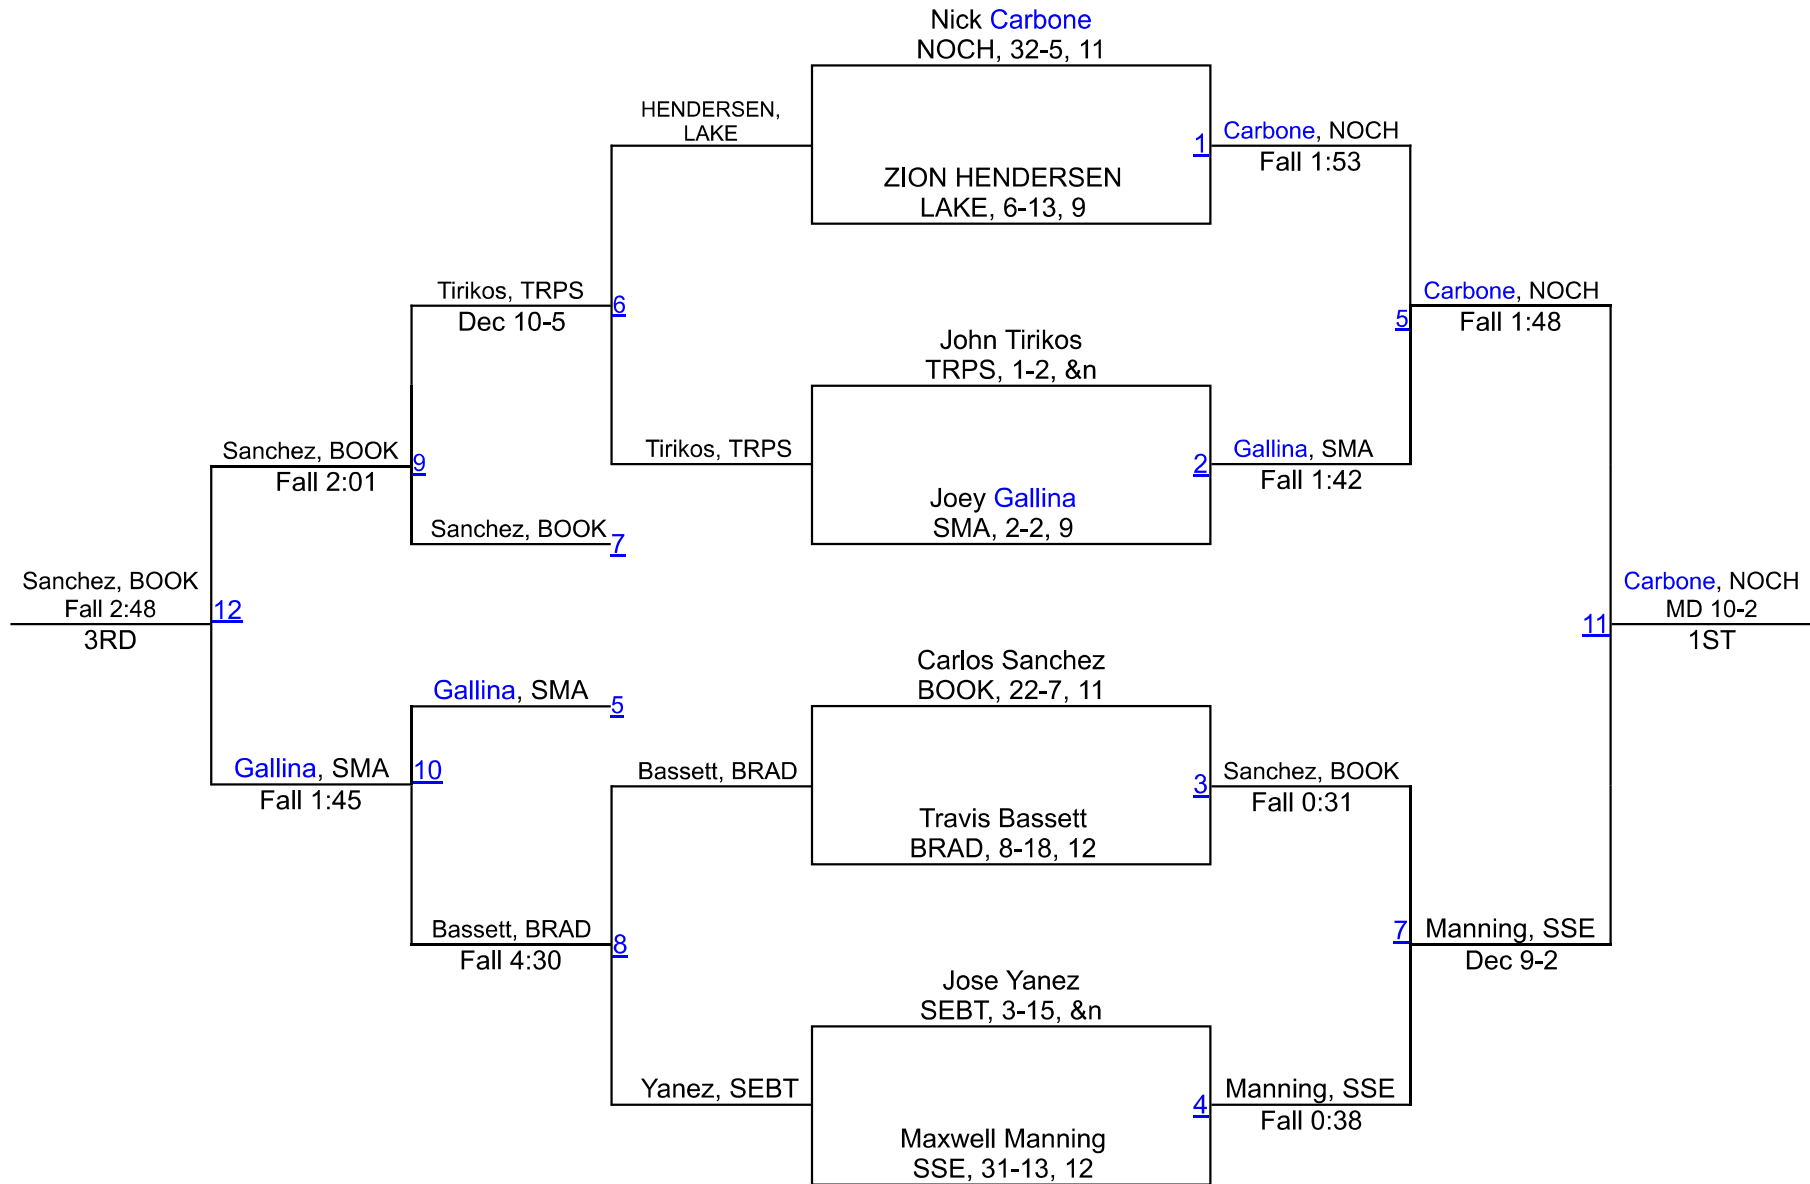 Nick Carbone
NOCH, 32-5, 11
HENDERSEN,
LAKE
1
Carbone, NOCH
Fall 1:53
ZION HENDERSEN
LAKE, 6-13, 9
Tirikos, TRPS
Dec 10-5
6
Carbone, NOCH
Fall 1:48
5
John Tirikos
TRPS, 1-2, &n
Sanchez, BOOK
Fall 2:01
9
Tirikos, TRPS
2
Gallina, SMA
Fall 1:42
Joey Gallina
SMA, 2-2, 9
Sanchez, BOOK
7
Sanchez, BOOK
Fall 2:48
3RD
12
11
Carbone, NOCH
MD 10-2
1ST
Carlos Sanchez
BOOK, 22-7, 11
Gallina, SMA
5
Gallina, SMA
Fall 1:45
10
Bassett, BRAD
3
Sanchez, BOOK
Fall 0:31
Travis Bassett
BRAD, 8-18, 12
Bassett, BRAD
Fall 4:30
8
7
Manning, SSE
Dec 9-2
Jose Yanez
SEBT, 3-15, &n
Yanez, SEBT
4
Manning, SSE
Fall 0:38
Maxwell Manning
SSE, 31-13, 12